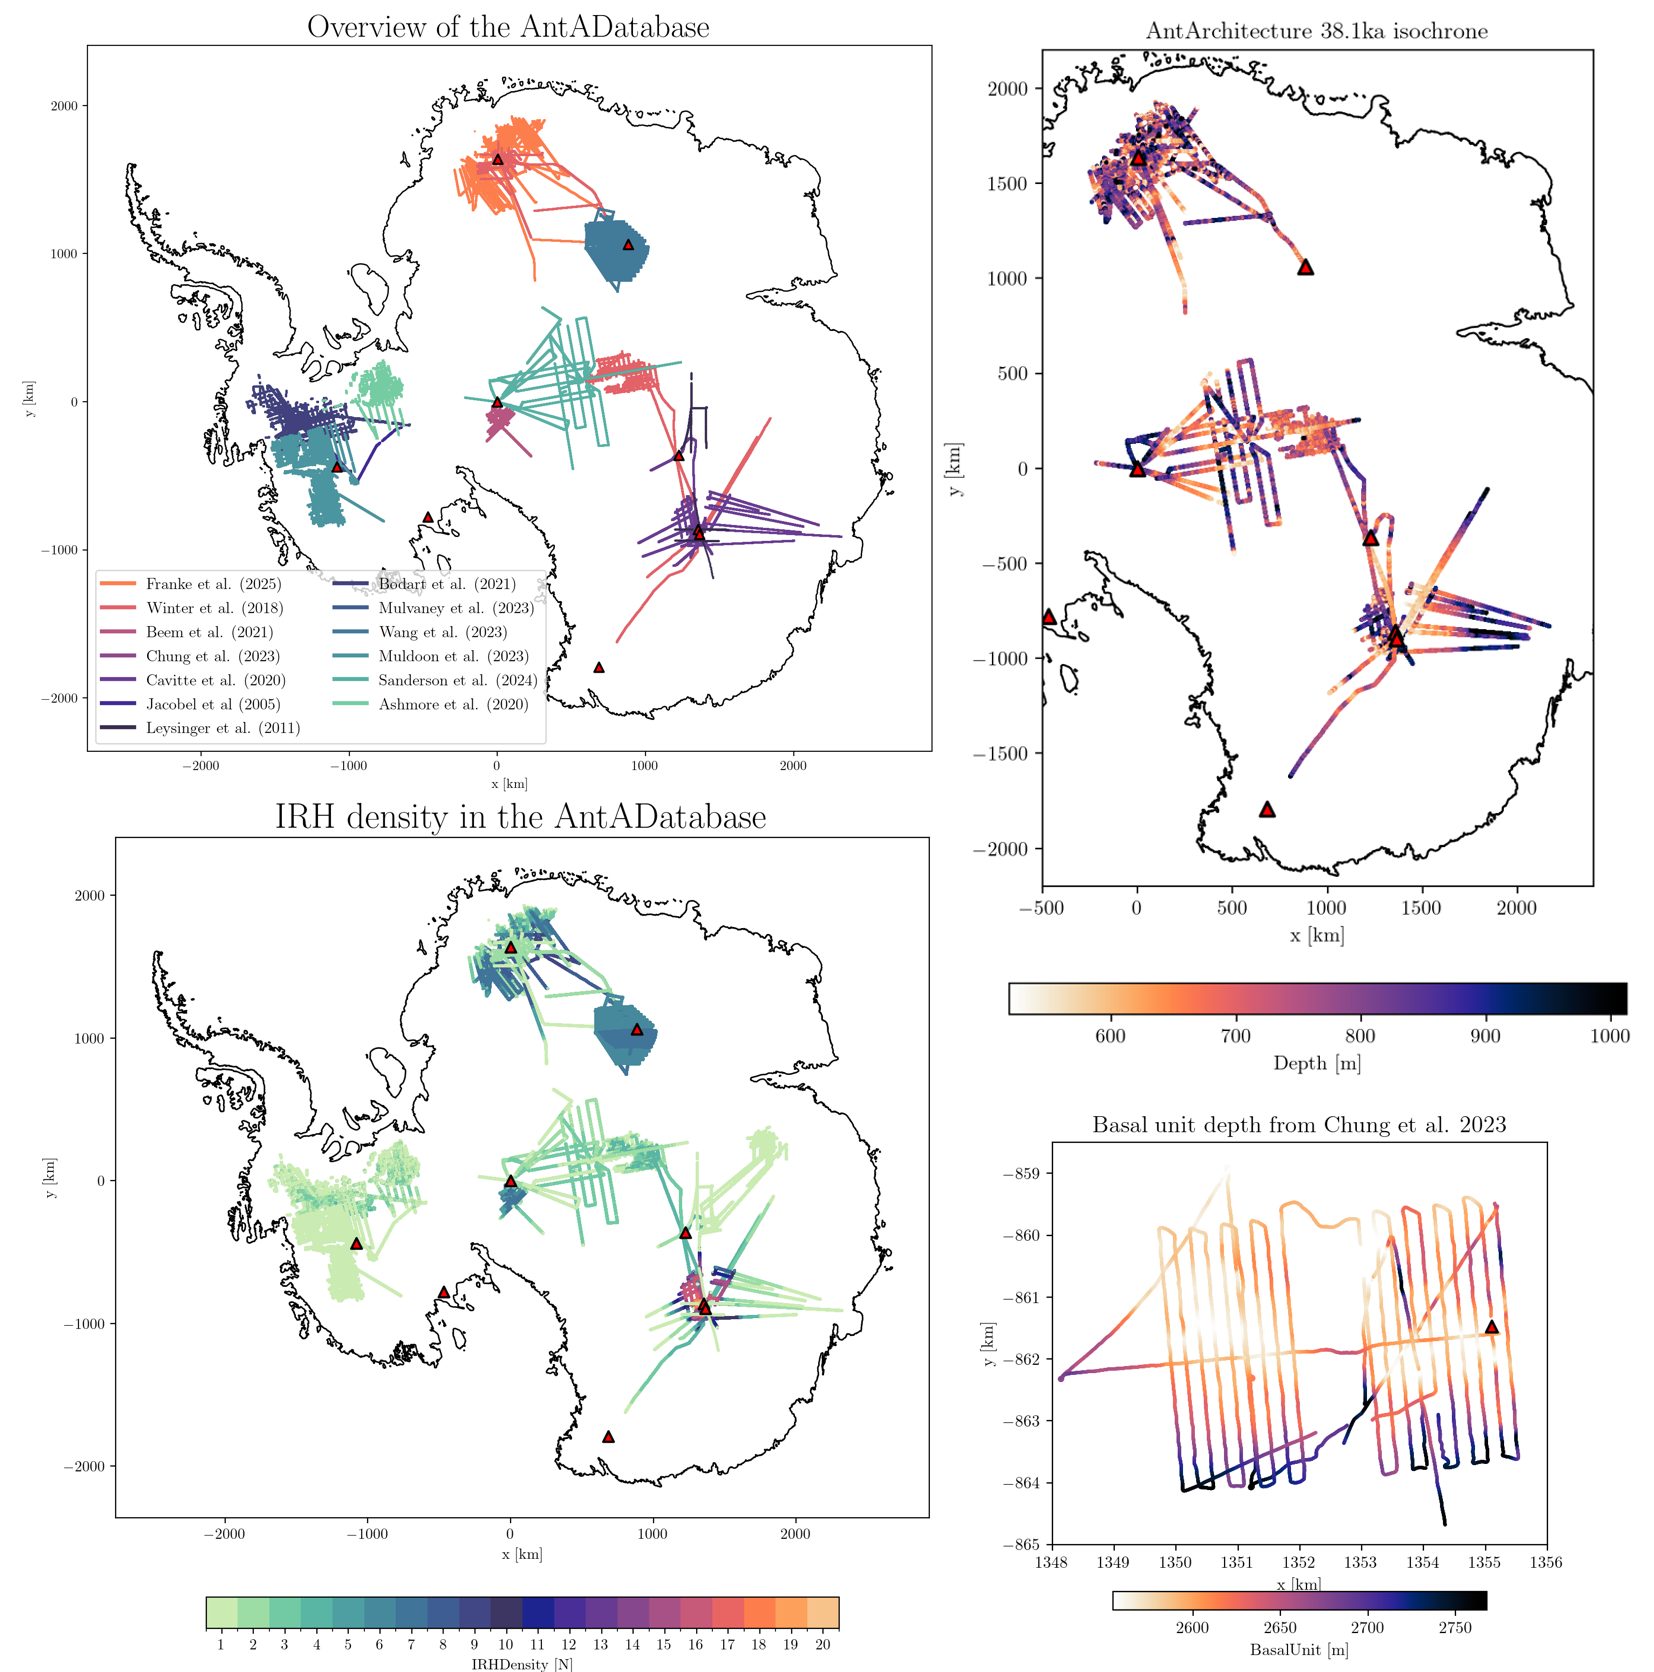 Overview of the AntADatabase
2000
1000
0
−1000
−2000
y [km]
Franke et al. (2025)
Winter et al. (2018)
Beem et al. (2021)
Chung et al. (2023)
Cavitte et al. (2020)
Jacobel et al (2005)
Leysinger et al. (2011)
Bodart et al. (2021)
Mulvaney et al. (2023)
Wang et al. (2023)
Muldoon et al. (2023)
Sanderson et al. (2024)
Ashmore et al. (2020)
−2000 −1000 0 1000 2000
x [km]
AntArchitecture 38.1ka isochrone
2000
1500
1000
500
0
−500
−1000
−1500
−2000
y [km]
−500 0 500 1000 1500 2000
x [km]
600 700 800 900 1000
Depth [m]
IRH density in the AntADatabase
2000
1000
0
−1000
−2000
y [km]
−2000 −1000 0 1000 2000
x [km]
1 2 3 4 5 6 7 8 9 10 11 12 13 14 15 16 17 18 19 20
IRHDensity [N]
Basal unit depth from Chung et al. 2023
−859
−860
−861
−862
−863
−864
−865
y [km]
1348 1349 1350 1351 1352 1353 1354 1355 1356
x [km]
2600 2650 2700 2750
BasalUnit [m]